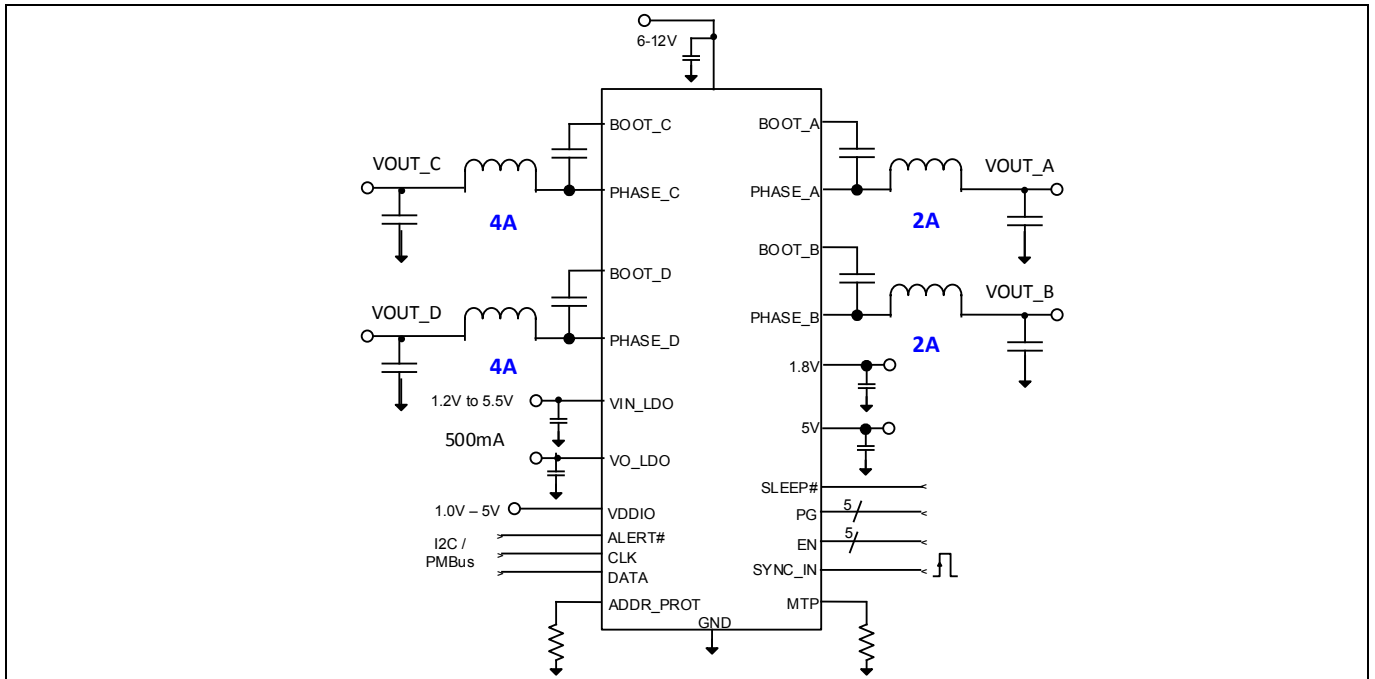 6-12V
BOOT_C
BOOT_A
VOUT_C
VOUT_A
PHASE_C
PHASE_A
4A
2A
BOOT_B
BOOT_D
VOUT_D
VOUT_B
PHASE_B
PHASE_D
4A
2A
1.8V
1.2V to 5.5V
VIN_LDO
5V
500mA
VO_LDO
SLEEP#
1.0V – 5V
VDDIO
PG
5
ALERT#
I2C /
PMBus
EN
5
CLK
SYNC_IN
DATA
ADDR_PROT
MTP
GND